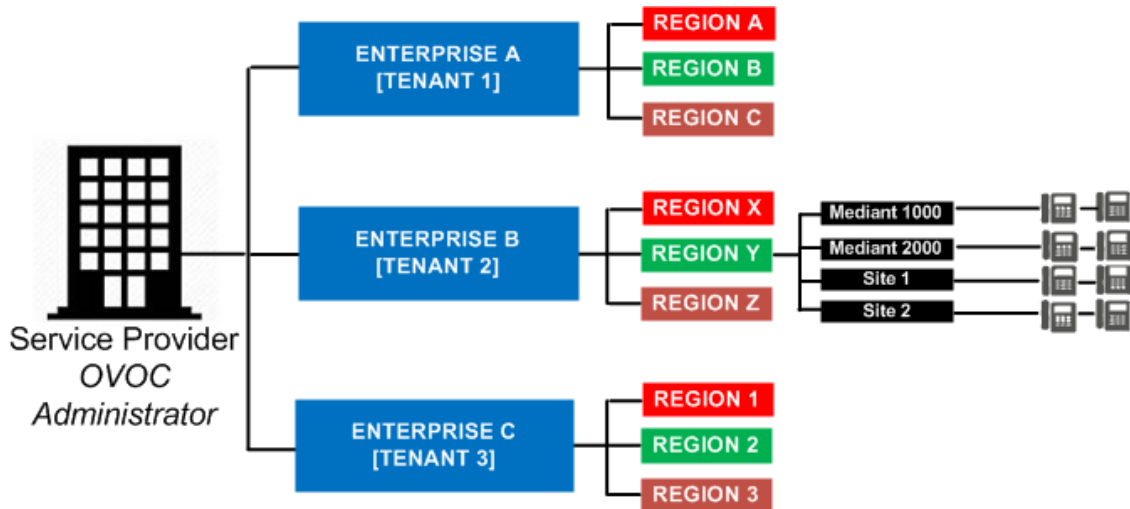 ENTERPRISE A
[TENANT 1]
REGION A
REGION B
REGION C
Service Provider
OVOC
Administrator
ENTERPRISE B
[TENANT 2]
REGION X
REGION Y
REGION Z
Mediant 1000
Mediant 2000
Site 1
Site 2
ENTERPRISE C
[TENANT 3]
REGION 1
REGION 2
REGION 3